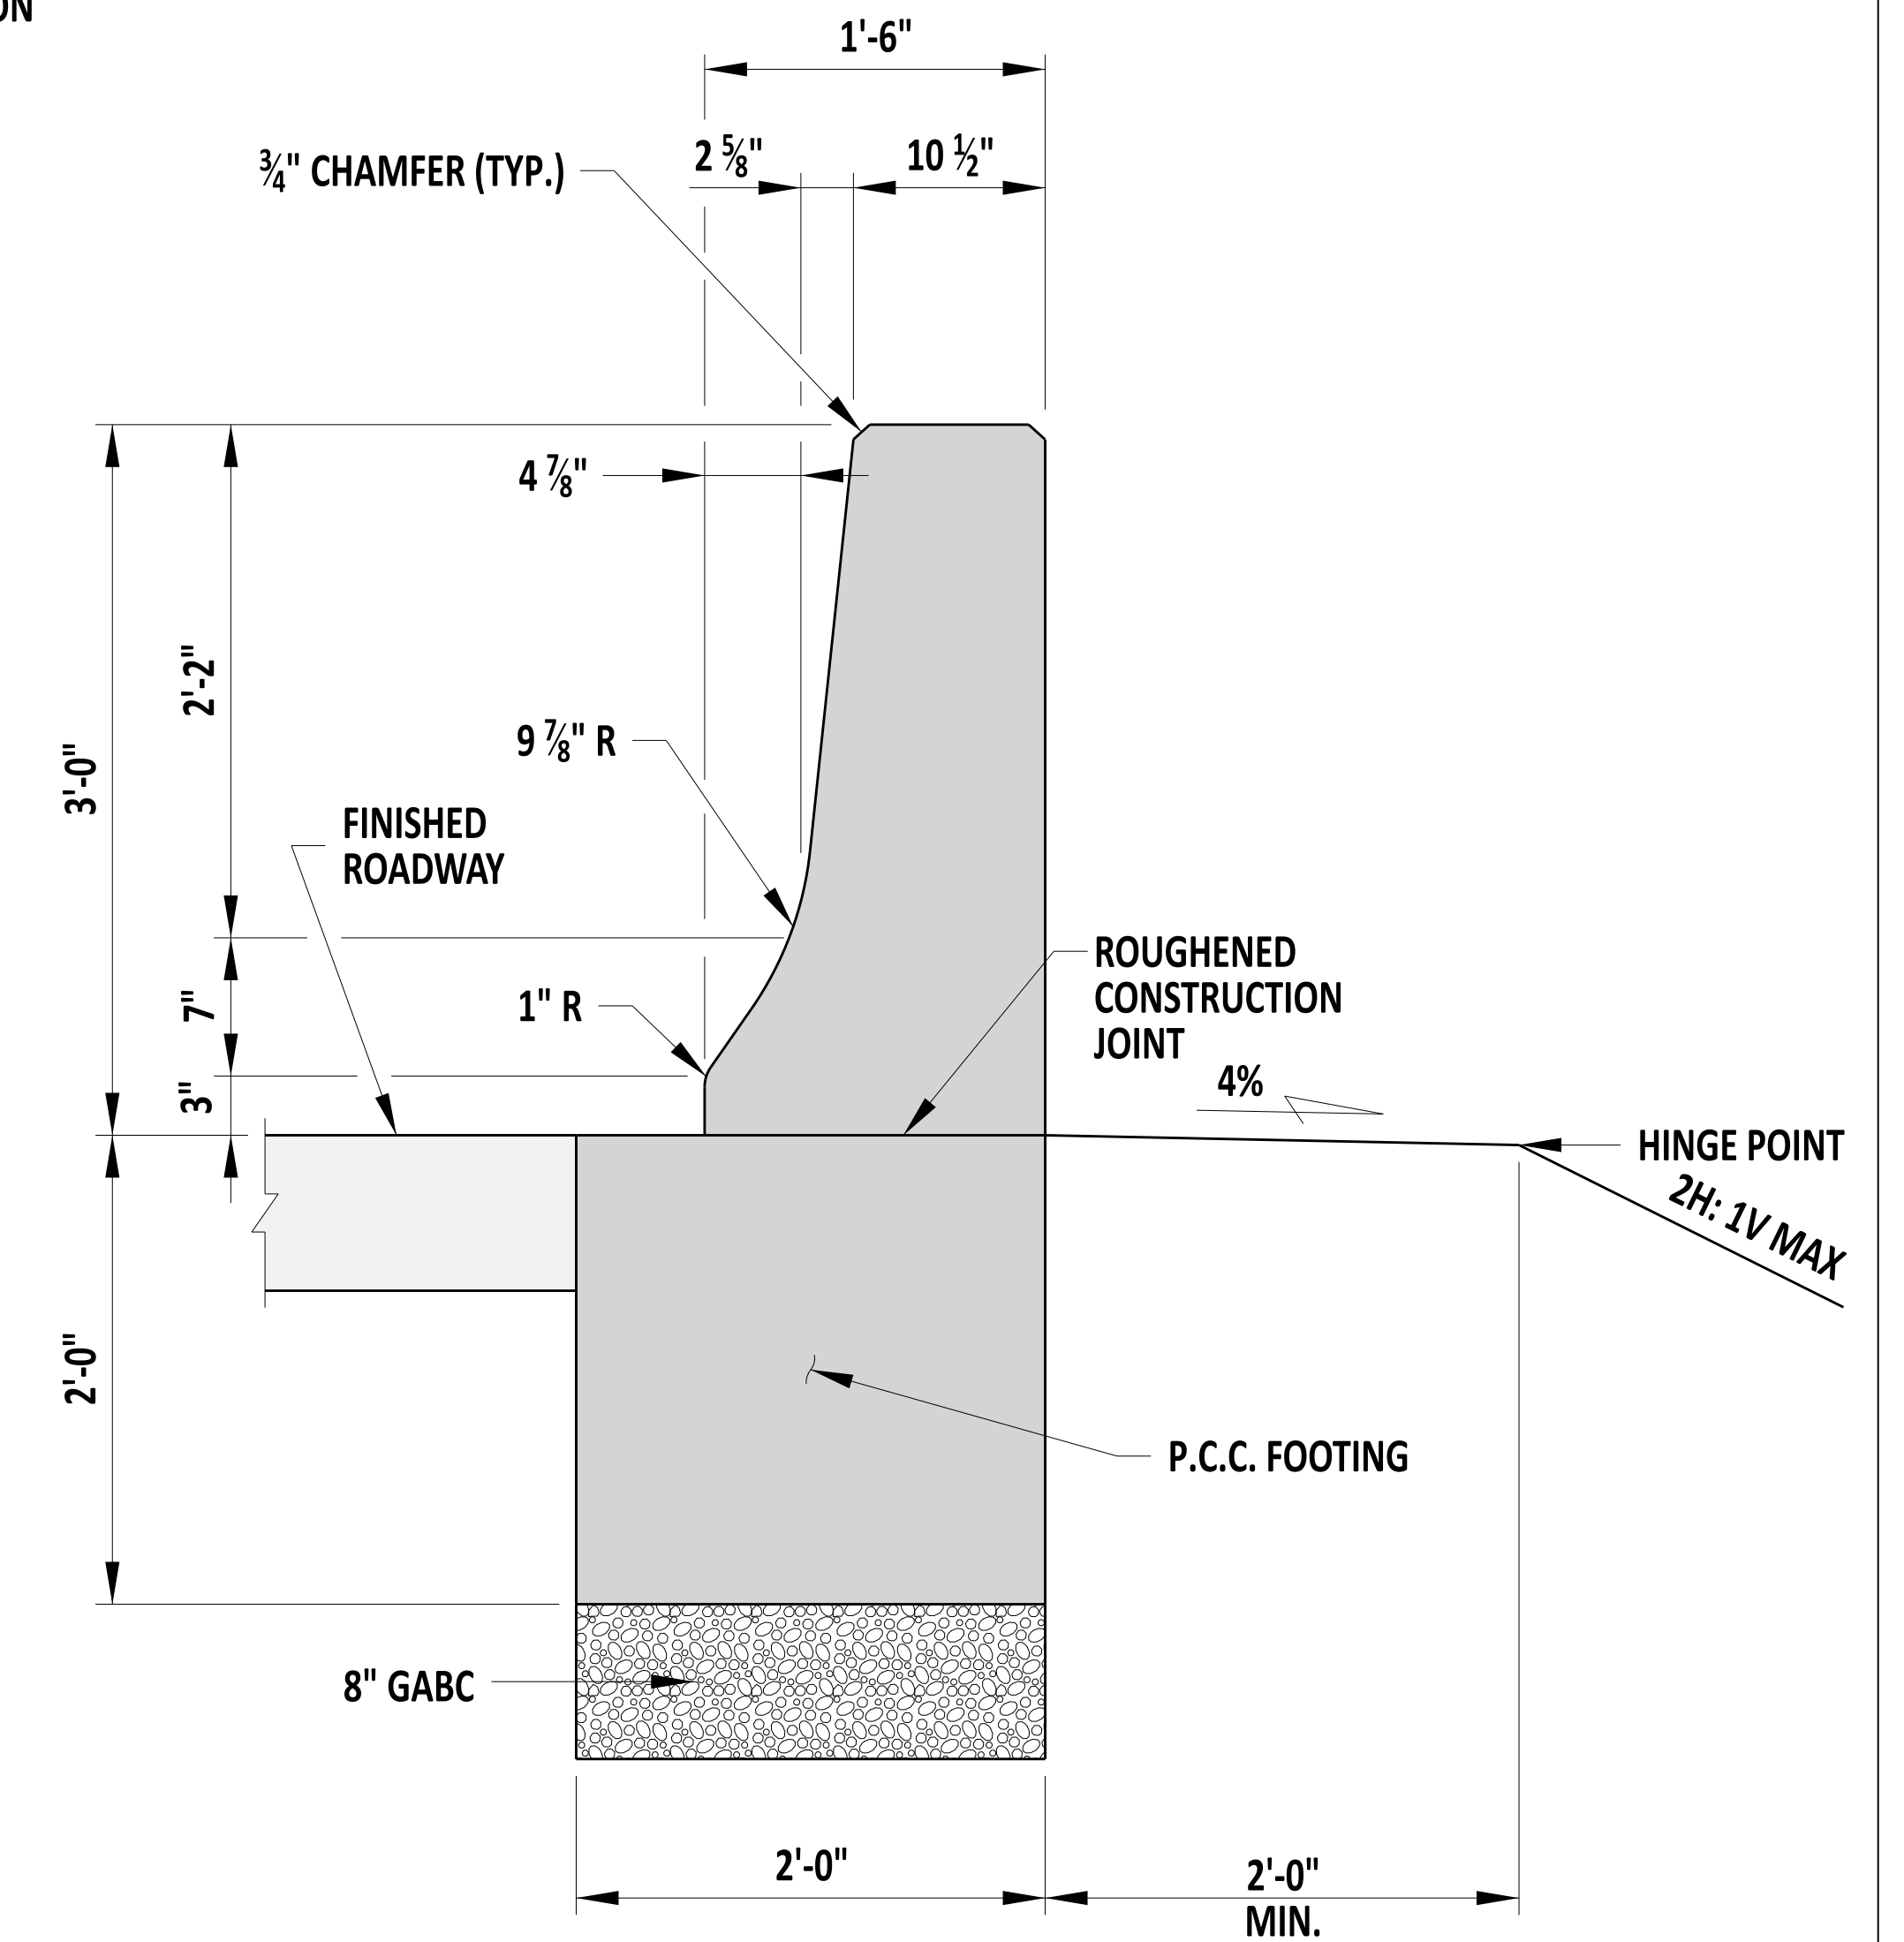 ON
1'-6"
2 ⅝"
10 ½"
¾" CHAMFER (TYP.)
4 ⅞"
2'-2"
9 ⅞" R
3'-0"
FINISHED
ROADWAY
ROUGHENED
CONSTRUCTION
JOINT
7"
1" R
3"
4%
HINGE POINT
2H: 1V MAX
2'-0"
P.C.C. FOOTING
8" GABC
2'-0"
2'-0"
MIN.